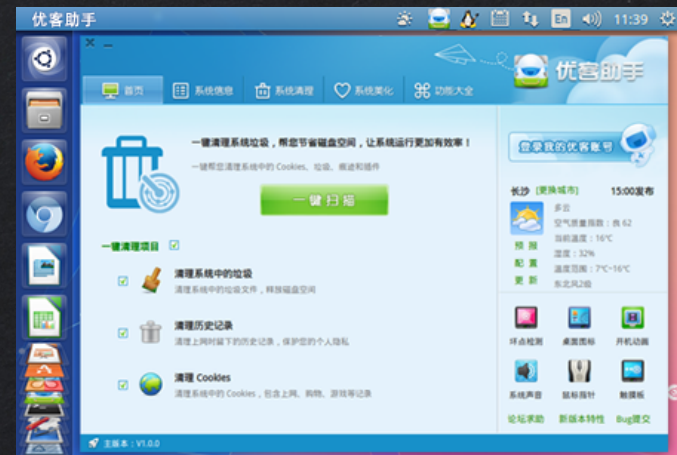 优客助手
En
11:39
优客助手
首页
系统信息
系统清理
系统美化
功能大全
一键清理系统垃圾，帮您节省磁盘空间，让系统运行更加有效率！
一键帮您清理系统中的 Cookies、垃圾、痕迹和插件
一键扫描
一键清理项目
清理系统中的垃圾
清理系统中的垃圾文件，释放磁盘空间
清理历史记录
清理上网时留下的历史记录，保护您的个人隐私
清理 Cookies
清理系统中的 Cookies，包含上网、购物、游戏等记录
登录我的优客账号
长沙 [更换城市] 15:00发布
多云
空气质量指数：良 62
当前温度：16℃
湿度：32%
温度范围：7℃~16℃
东北风2级
预报
配置
更新
坏点检测 桌面图标 开机动画
系统声音 鼠标指针 触摸板
论坛求助 新版本特性 Bug提交
主版本：V1.0.0